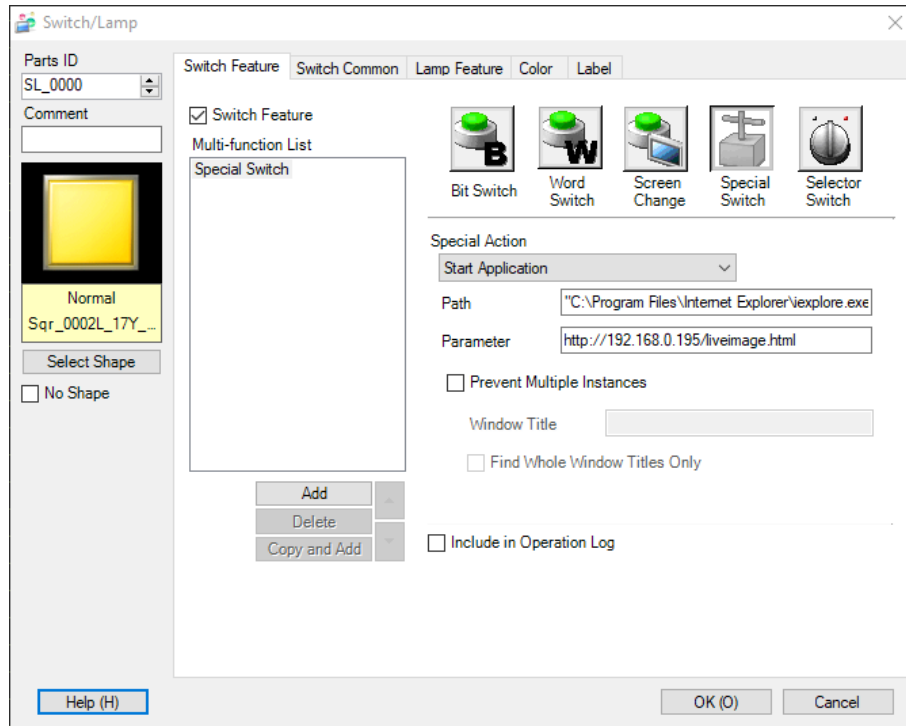 Switch/Lamp
Parts ID
SL_0000
Comment
Normal
Sqr_0002L_17Y_...
Select Shape
No Shape
Switch Feature
Switch Common
Lamp Feature
Color
Label
Switch Feature
Multi-function List
Special Switch
Add
Delete
Copy and Add
B
Bit Switch
W
Word
Switch
Screen
Change
Special
Switch
Selector
Switch
Special Action
Start Application
Path
"C:\Program Files\Internet Explorer\iexplore.exe
Parameter
http://192.168.0.195/liveimage.html
Prevent Multiple Instances
Window Title
Find Whole Window Titles Only
Include in Operation Log
Help (H)
OK (O)
Cancel